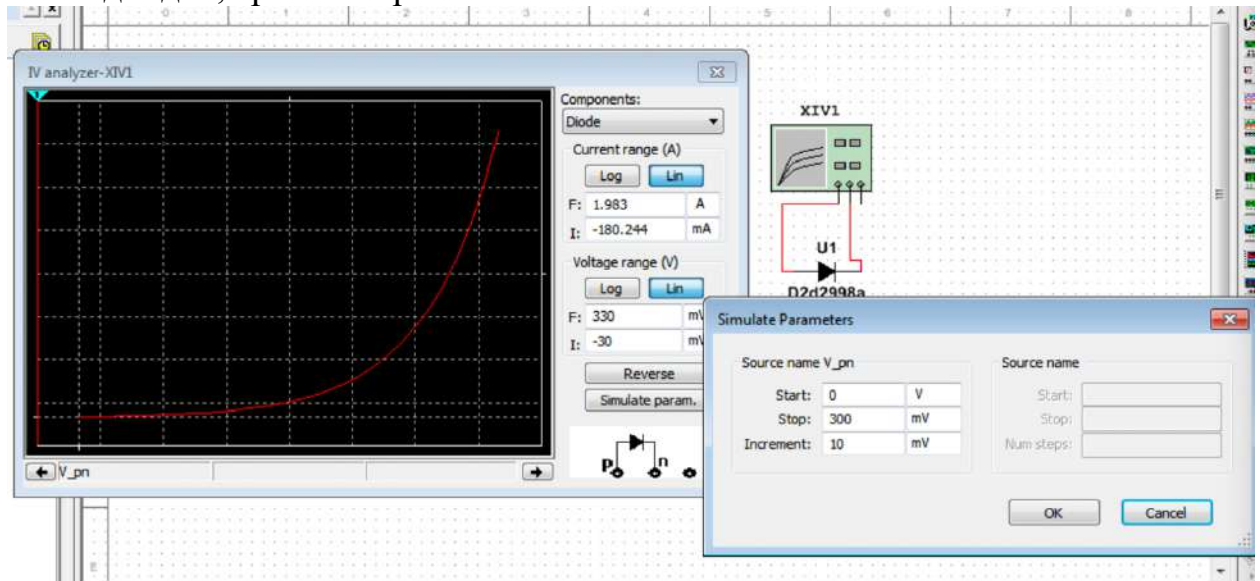 IV analyzer-XIV1
Components:
Diode
Current range (A)
Log Lin
F: 1.983 A
I: -180.244 mA
Voltage range (V)
Log Lin
F: 330
I: -30
Reverse
Simulate param.
p n
V_pn
XIV1
U1
D2d2998a
Simulate Parameters
Source name V_pn
Start: 0 V
Stop: 300 mV
Increment: 10 mV
Source name
Start:
Stop:
Num steps:
OK Cancel